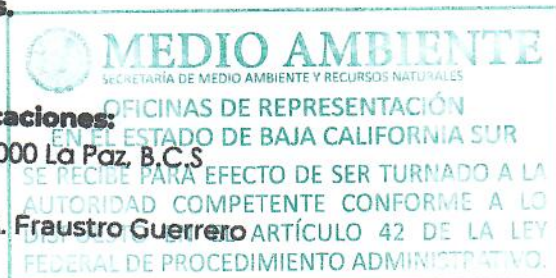 s.
MEDIO AMBIENTE
SECRETARÍA DE MEDIO AMBIENTE Y RECURSOS NATURALES
OFICINAS DE REPRESENTACIÓN
caciones:
EN EL ESTADO DE BAJA CALIFORNIA SUR
000 La Paz, B.C.S
SE RECIBE PARA EFECTO DE SER TURNADO A LA
AUTORIDAD COMPETENTE CONFORME A LO
. Fraustro Guerrero
DISPUESTO EN EL ARTÍCULO 42 DE LA LEY
FEDERAL DE PROCEDIMIENTO ADMINISTRATIVO.